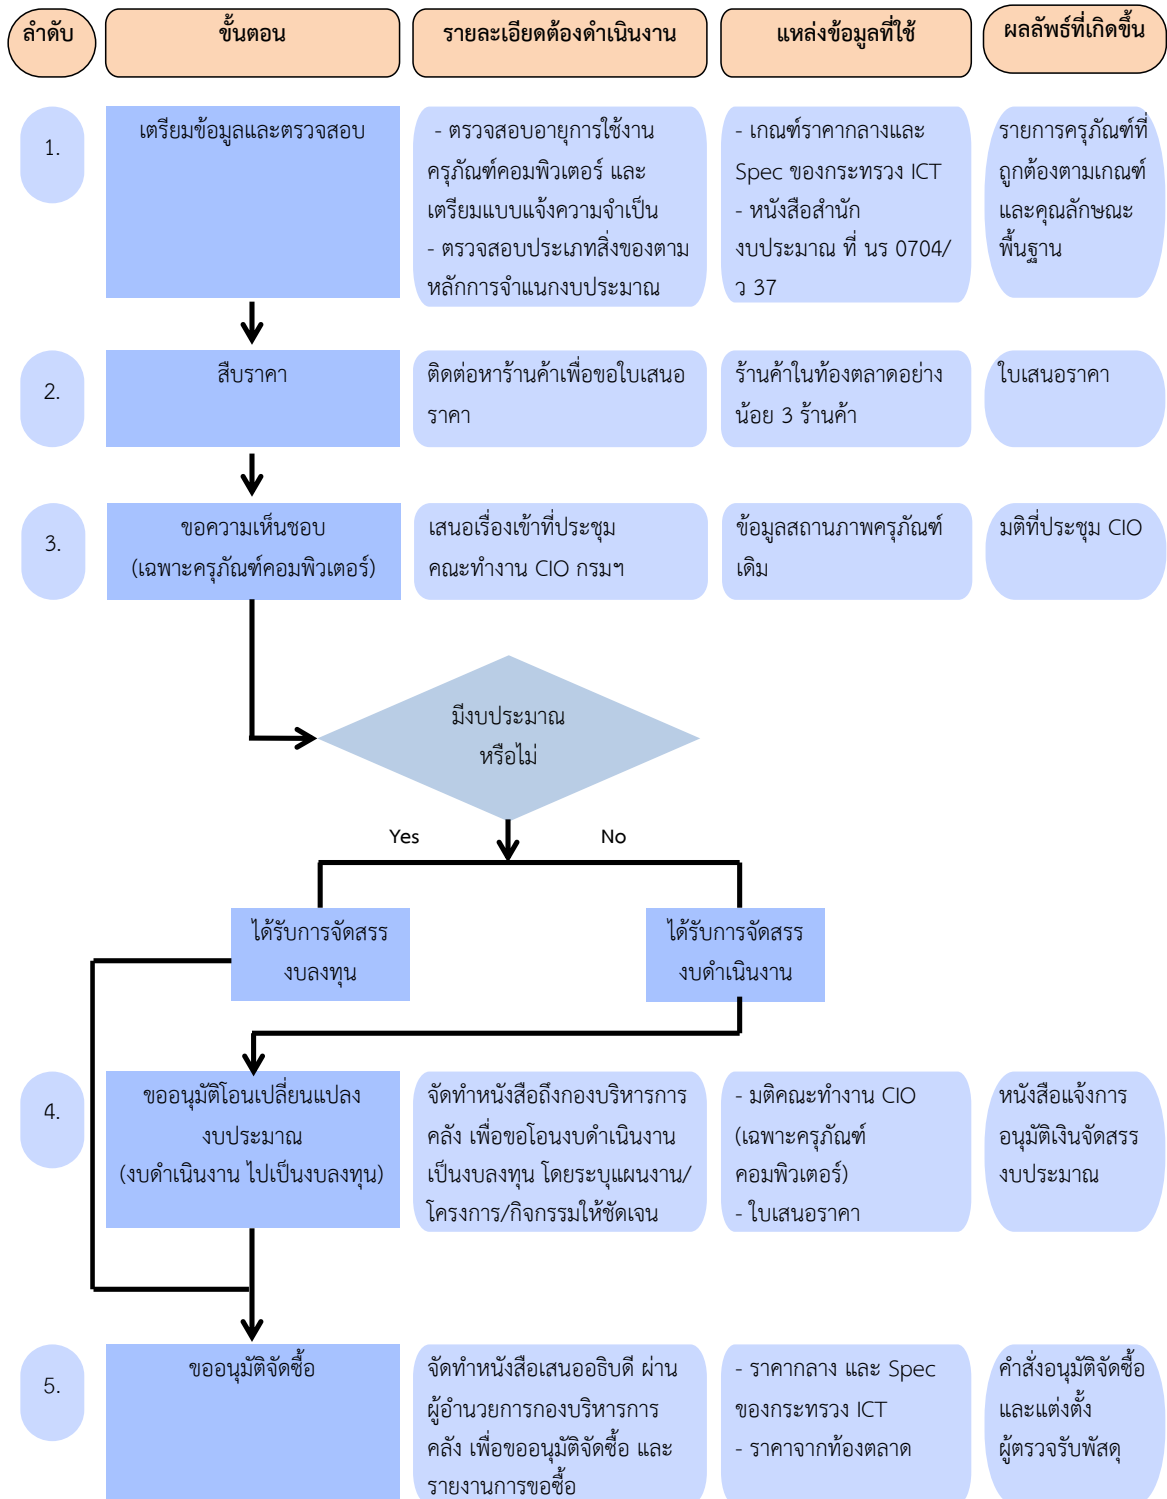 ลำดับ
ขั้นตอน
รายละเอียดต้องดำเนินงาน
แหล่งข้อมูลที่ใช้
ผลลัพธ์ที่เกิดขึ้น
1.
เตรียมข้อมูลและตรวจสอบ
- ตรวจสอบอายุการใช้งาน
ครุภัณฑ์คอมพิวเตอร์ และ
เตรียมแบบแจ้งความจำเป็น
- ตรวจสอบประเภทสิ่งของตาม
หลักการจำแนกงบประมาณ
- เกณฑ์ราคากลางและ
Spec ของกระทรวง ICT
- หนังสือสำนัก
งบประมาณ ที่ นร 0704/
ว 37
รายการครุภัณฑ์ที่
ถูกต้องตามเกณฑ์
และคุณลักษณะ
พื้นฐาน
2.
สืบราคา
ติดต่อหาร้านค้าเพื่อขอใบเสนอ
ราคา
ร้านค้าในท้องตลาดอย่าง
น้อย 3 ร้านค้า
ใบเสนอราคา
3.
ขอความเห็นชอบ
(เฉพาะครุภัณฑ์คอมพิวเตอร์)
เสนอเรื่องเข้าที่ประชุม
คณะทำงาน CIO กรมฯ
ข้อมูลสถานภาพครุภัณฑ์
เดิม
มติที่ประชุม CIO
มีงบประมาณ
หรือไม่
Yes
No
ได้รับการจัดสรร
งบลงทุน
ได้รับการจัดสรร
งบดำเนินงาน
4.
ขออนุมัติโอนเปลี่ยนแปลง
งบประมาณ
(งบดำเนินงาน ไปเป็นงบลงทุน)
จัดทำหนังสือถึงกองบริหารการ
คลัง เพื่อขอโอนงบดำเนินงาน
เป็นงบลงทุน โดยระบุแผนงาน/
โครงการ/กิจกรรมให้ชัดเจน
- มติคณะทำงาน CIO
(เฉพาะครุภัณฑ์
คอมพิวเตอร์)
- ใบเสนอราคา
หนังสือแจ้งการ
อนุมัติเงินจัดสรร
งบประมาณ
5.
ขออนุมัติจัดซื้อ
จัดทำหนังสือเสนออธิบดี ผ่าน
ผู้อำนวยการกองบริหารการ
คลัง เพื่อขออนุมัติจัดซื้อ และ
รายงานการขอซื้อ
- ราคากลาง และ Spec
ของกระทรวง ICT
- ราคาจากท้องตลาด
คำสั่งอนุมัติจัดซื้อ
และแต่งตั้ง
ผู้ตรวจรับพัสดุ